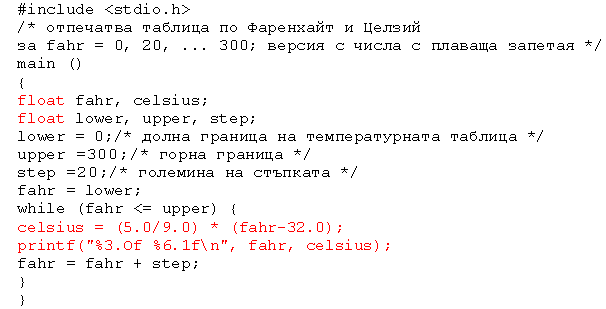 #include <stdio.h>
/* отпечатва таблица по Фаренхайт и Целзий
за fahr = 0, 20, ... 300; версия с числа с плаваща запетая */
main ()
{
float fahr, celsius;
float lower, upper, step;
lower = 0;/* долна граница на температурната таблица */
upper =300;/* горна граница */
step =20;/* големина на стъпката */
fahr = lower;
while (fahr <= upper) {
celsius = (5.0/9.0) * (fahr-32.0);
printf("%3.0f %6.1f\n", fahr, celsius);
fahr = fahr + step;
}
}